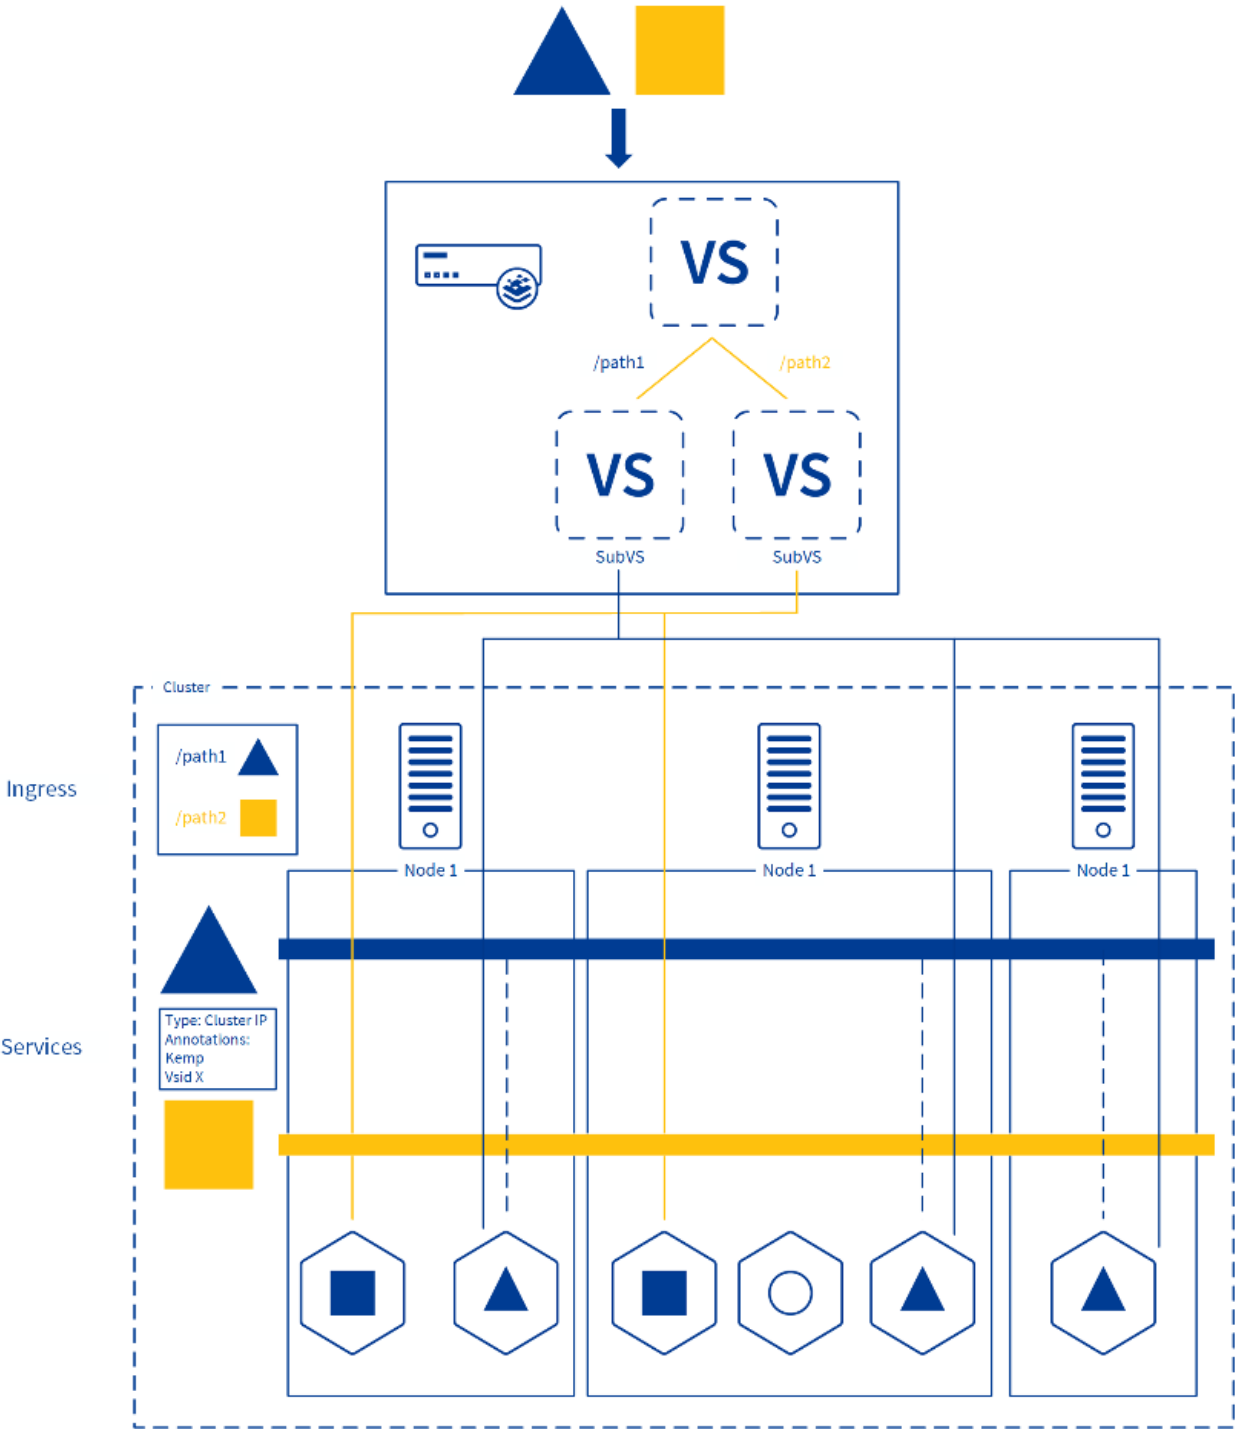 VS
/path1
/path2
VS
VS
SubVS
SubVS
Cluster
Ingress
/path1
/path2
Node 1
Node 1
Node 1
Services
Type: Cluster IP
Annotations:
Kemp
Vsid X